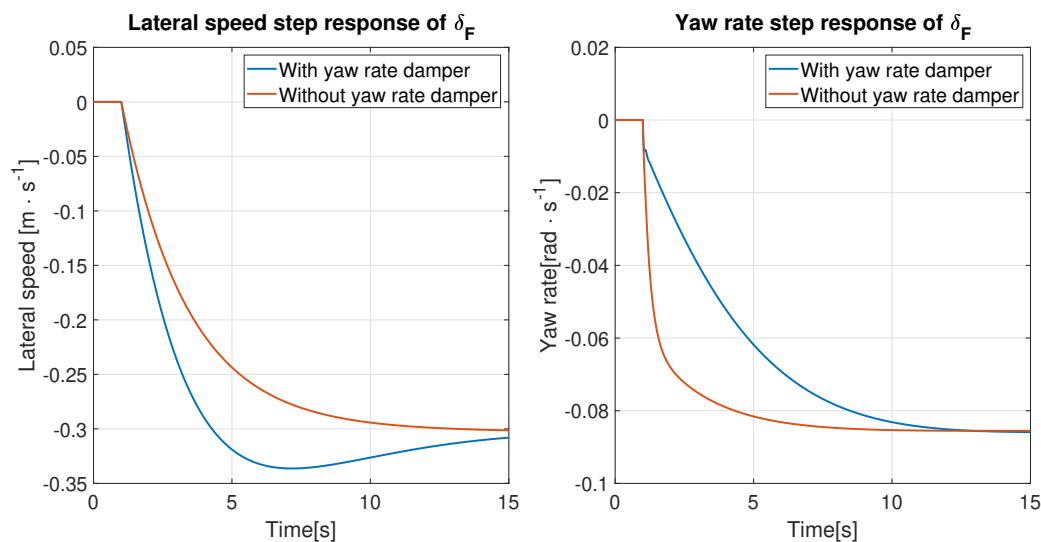 Lateral speed step response of δF
With yaw rate damper
Without yaw rate damper
0.05
0
-0.05
-0.1
-0.15
-0.2
-0.25
-0.3
-0.35
Lateral speed [m · s-1]
0
5
10
15
Time[s]
Yaw rate step response of δF
With yaw rate damper
Without yaw rate damper
0.02
0
-0.02
-0.04
-0.06
-0.08
-0.1
Yaw rate[rad · s-1]
0
5
10
15
Time[s]